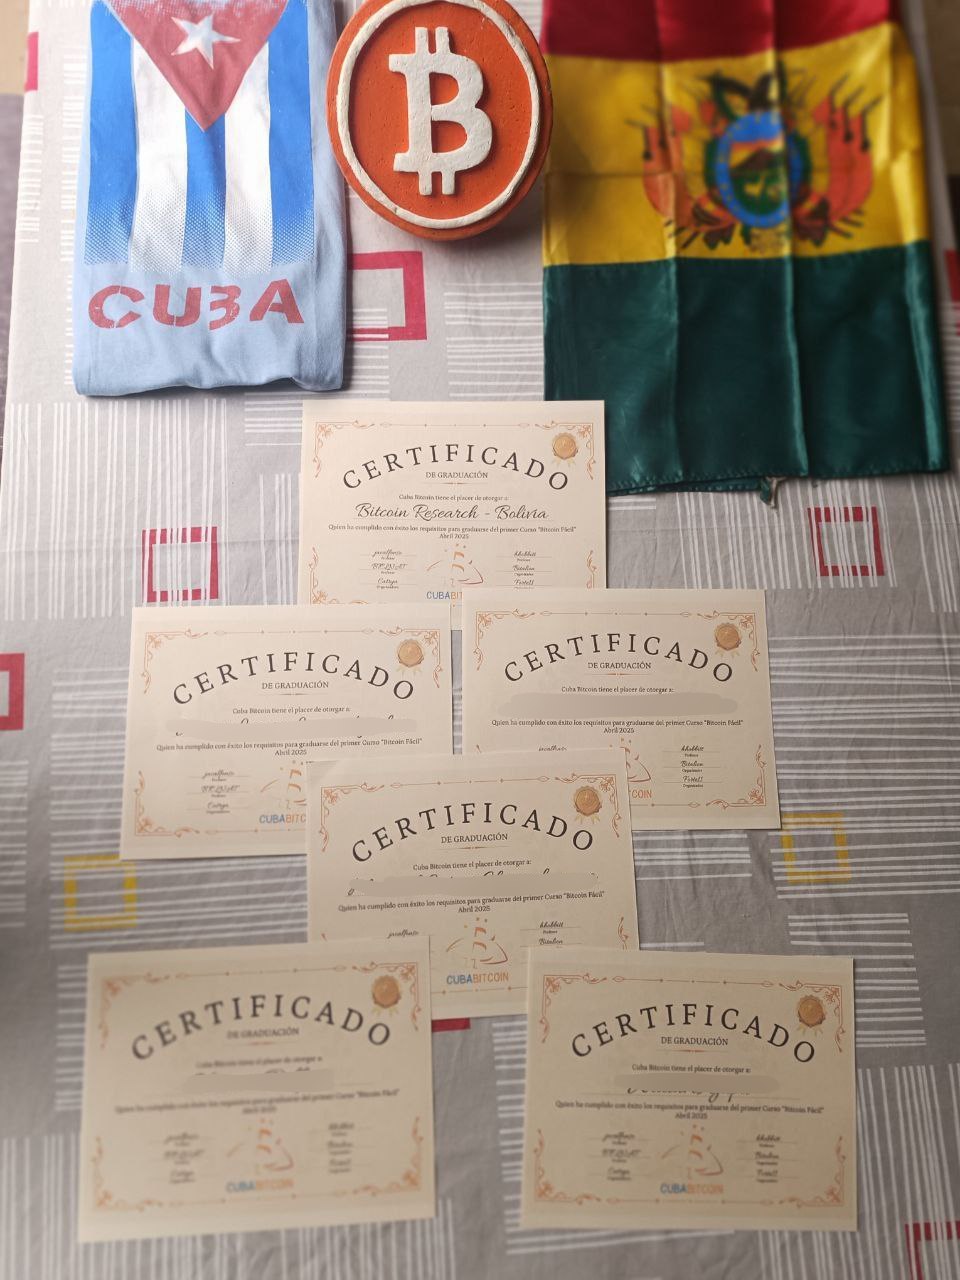 CUBA
B
CERTIFICADO
DE GRADUACIÓN
Cuba Bitcoin tiene el placer de otorgar a:
Bitcoin Research - Bolivia
Quien ha cumplido con éxito los requisitos para graduarse del primer Curso "Bitcoin Fácil"
Abril 2025
CUBABIT
CERTIFICADO
DE GRADUACIÓN
Cuba Bitcoin tiene el placer de otorgar a:
Quien ha cumplido con éxito los requisitos para graduarse del primer Curso "Bitcoin Fácil"
Abril 2025
CUBABITC
CERTIFICADO
DE GRADUACIÓN
Cuba Bitcoin tiene el placer de otorgar a:
Quien ha cumplido con éxito los requisitos para graduarse del primer Curso "Bitcoin Fácil"
Abril 2025
COIN
CERTIFICADO
DE GRADUACIÓN
Cuba Bitcoin tiene el placer de otorgar a:
Quien ha cumplido con éxito los requisitos para graduarse del primer Curso "Bitcoin Fácil"
Abril 2025
CUBABITCOIN
CERTIFICADO
DE GRADUACIÓN
Cuba Bitcoin tiene el placer de otorgar a:
Quien ha cumplido con éxito los requisitos para graduarse del primer Curso "Bitcoin Fácil"
Abril 2025
CUBABITCOIN
CERTIFICADO
DE GRADUACIÓN
Cuba Bitcoin tiene el placer de otorgar a:
Quien ha cumplido con éxito los requisitos para graduarse del primer Curso "Bitcoin Fácil"
Abril 2025
CUBABITCOIN